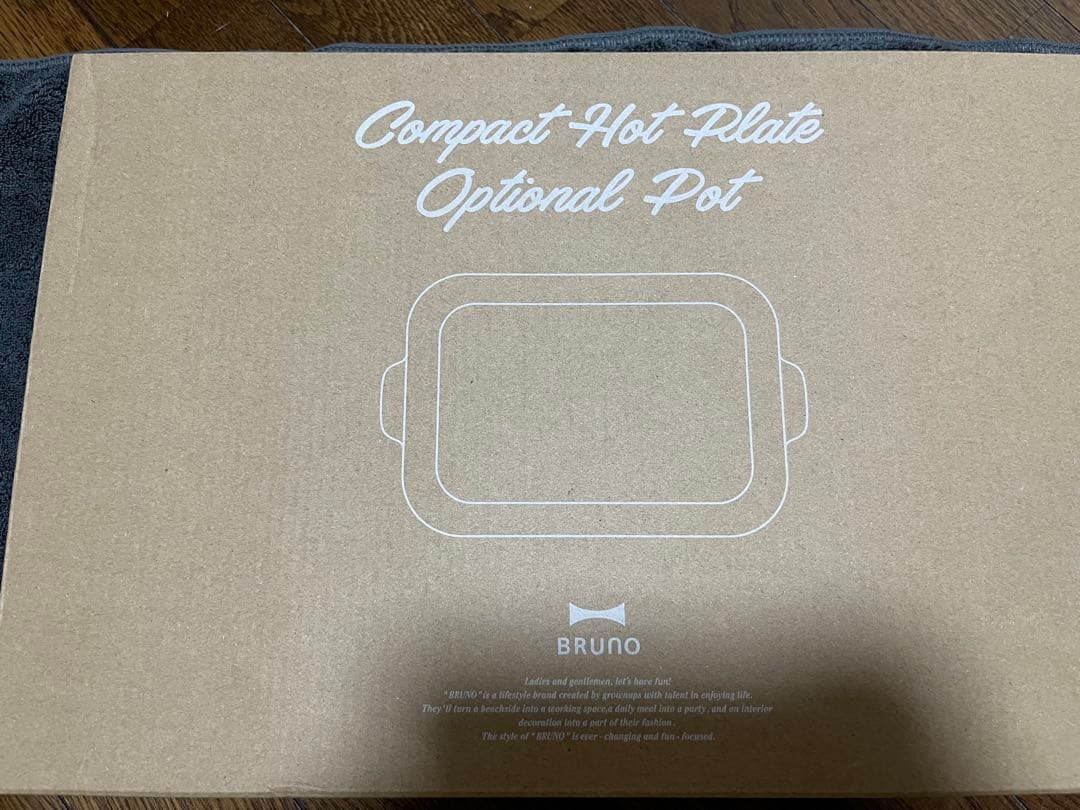 Compact Hot Plate
Optional Pot
BRUNO
Ladies and gentlemen, let's have fun!
"BRUNO" is a lifestyle brand created by grownups with talent in enjoying life.
They'll turn a beachside into a working space,a daily meal into a party, and an interior
decoration into a part of their fashion.
The style of "BRUNO" is ever - changing and fun - focused.